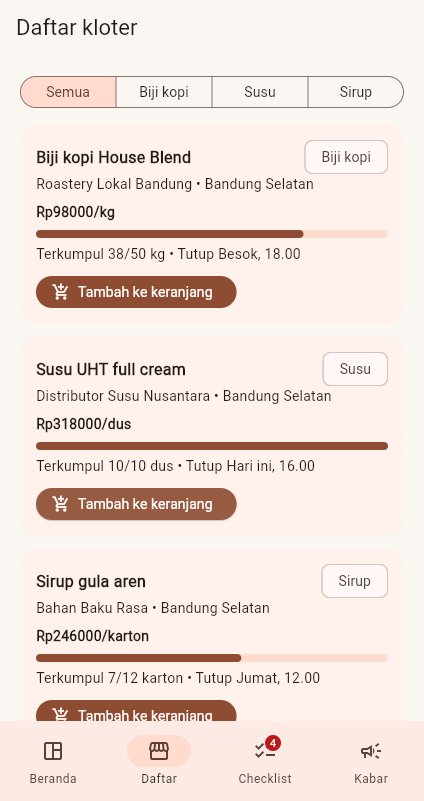 Daftar kloter
Semua
Biji kopi
Susu
Sirup
Biji kopi House Blend
Biji kopi
Roastery Lokal Bandung • Bandung Selatan
Rp98000/kg
Terkumpul 38/50 kg • Tutup Besok, 18.00
Tambah ke keranjang
Susu UHT full cream
Susu
Distributor Susu Nusantara • Bandung Selatan
Rp318000/dus
Terkumpul 10/10 dus • Tutup Hari ini, 16.00
Tambah ke keranjang
Sirup gula aren
Sirup
Bahan Baku Rasa • Bandung Selatan
Rp246000/karton
Terkumpul 7/12 karton • Tutup Jumat, 12.00
Tambah ke keranjang
4
Beranda
Daftar
Checklist
Kabar